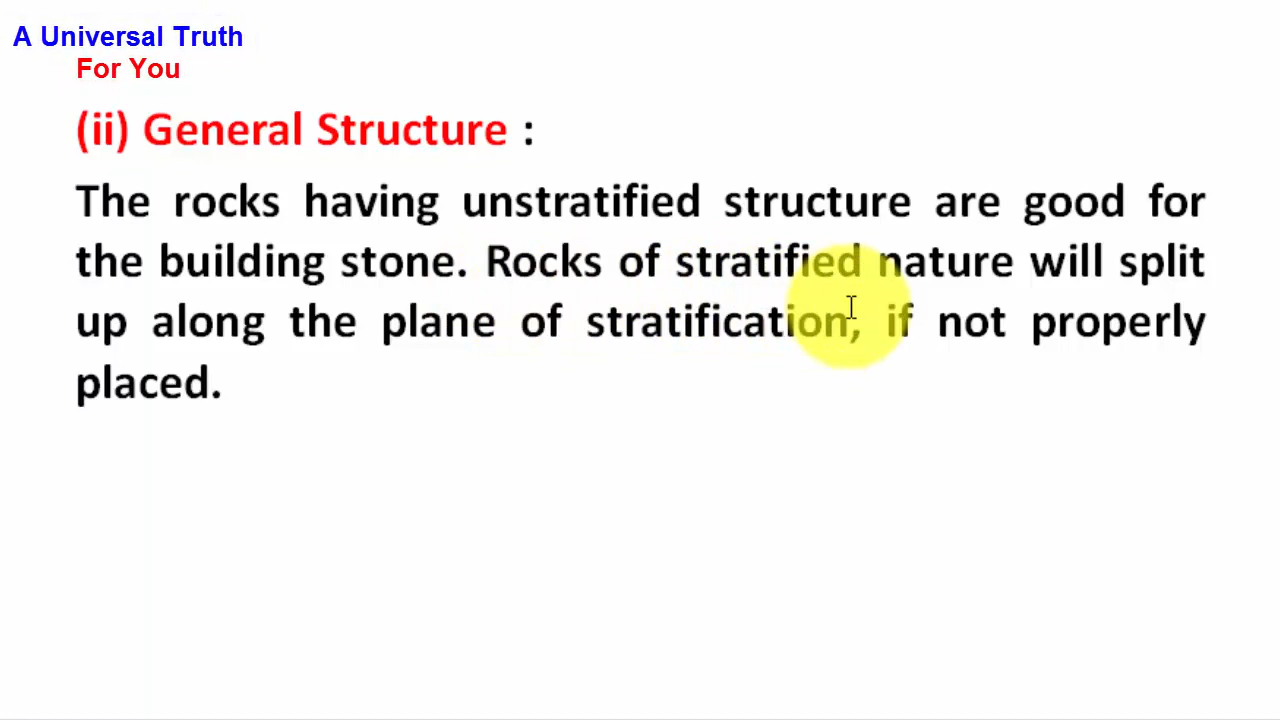 A Universal Truth
For You
(ii) General Structure :
The rocks having unstratified structure are good for
the building stone. Rocks of stratified nature will split
up along the plane of stratification, if not properly
placed.